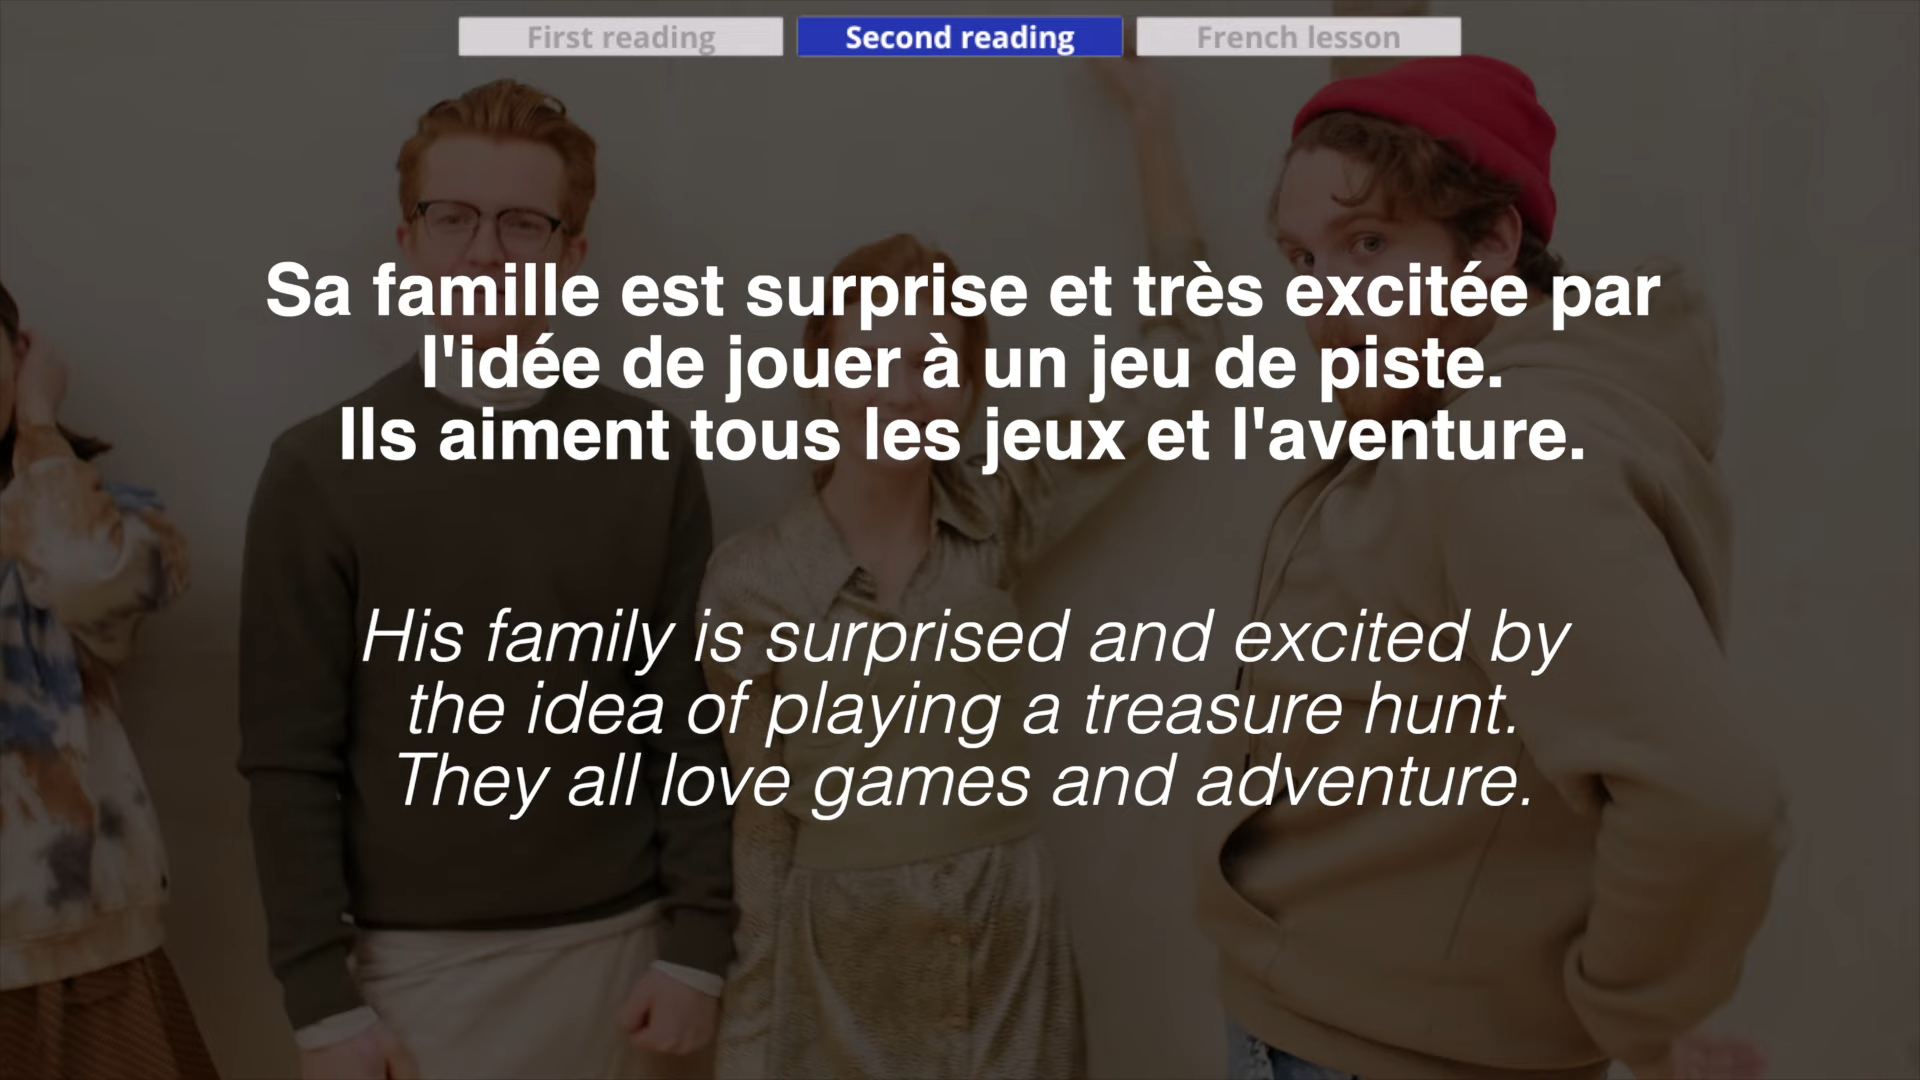 First reading
Second reading
French lesson
Sa famille est surprise et très excitée par
l'idée de jouer à un jeu de piste.
Ils aiment tous les jeux et l'aventure.
His family is surprised and excited by
the idea of playing a treasure hunt.
They all love games and adventure.